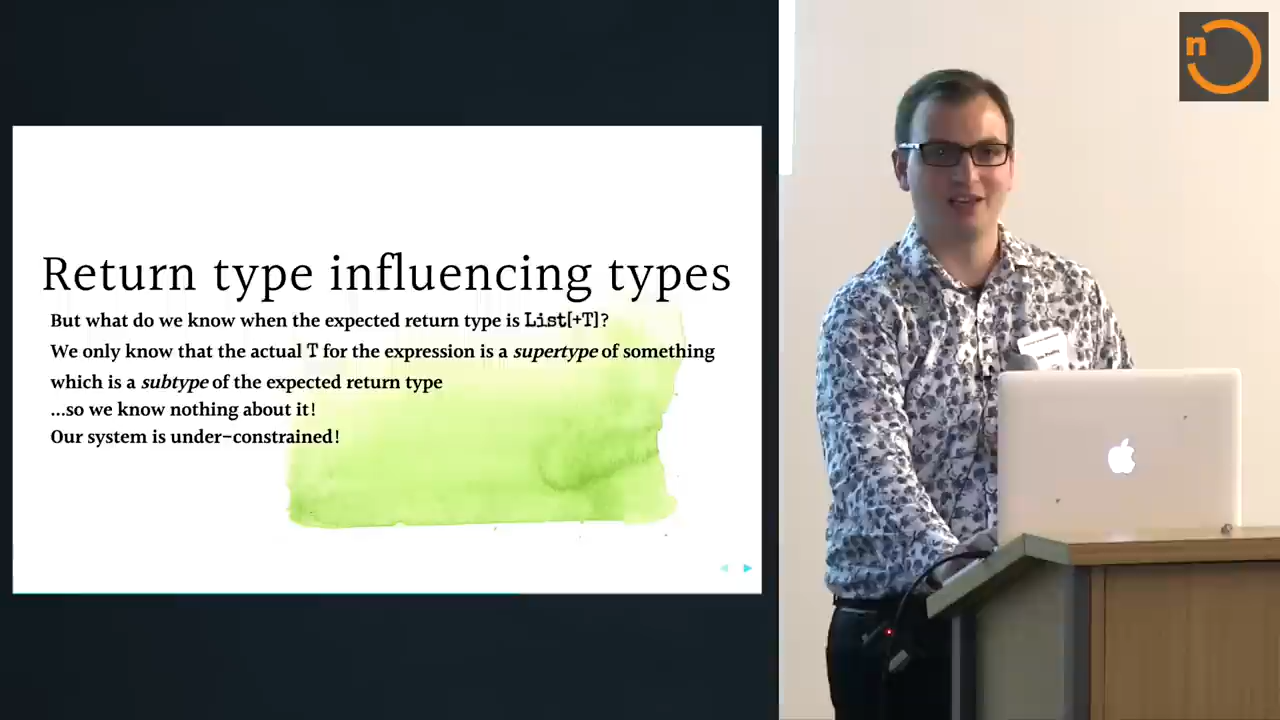 n
Return type influencing types
But what do we know when the expected return type is List[+T]?
We only know that the actual T for the expression is a supertype of something
which is a subtype of the expected return type
...so we know nothing about it!
Our system is under-constrained!